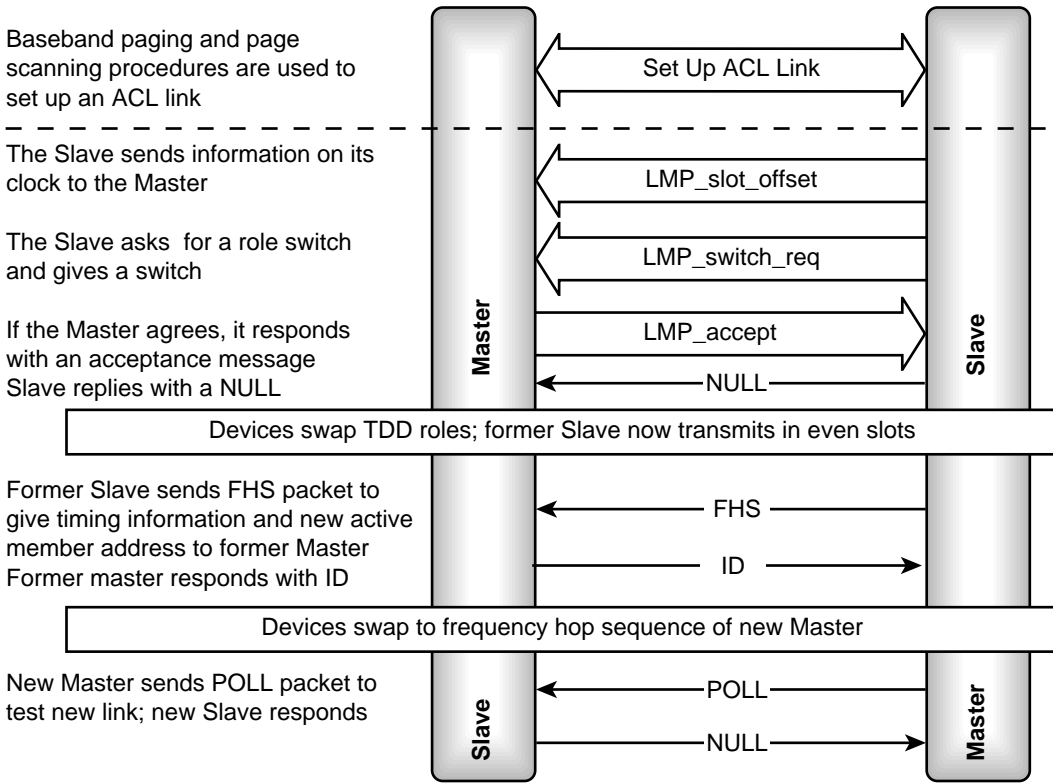 Baseband paging and page
scanning procedures are used to
set up an ACL link
Set Up ACL Link
The Slave sends information on its
clock to the Master
LMP_slot_offset
The Slave asks for a role switch
and gives a switch
LMP_switch_req
Master
Slave
If the Master agrees, it responds
with an acceptance message
Slave replies with a NULL
LMP_accept
NULL
Devices swap TDD roles; former Slave now transmits in even slots
Former Slave sends FHS packet to
give timing information and new active
member address to former Master
Former master responds with ID
FHS
ID
Devices swap to frequency hop sequence of new Master
New Master sends POLL packet to
test new link; new Slave responds
POLL
NULL
Slave
Master